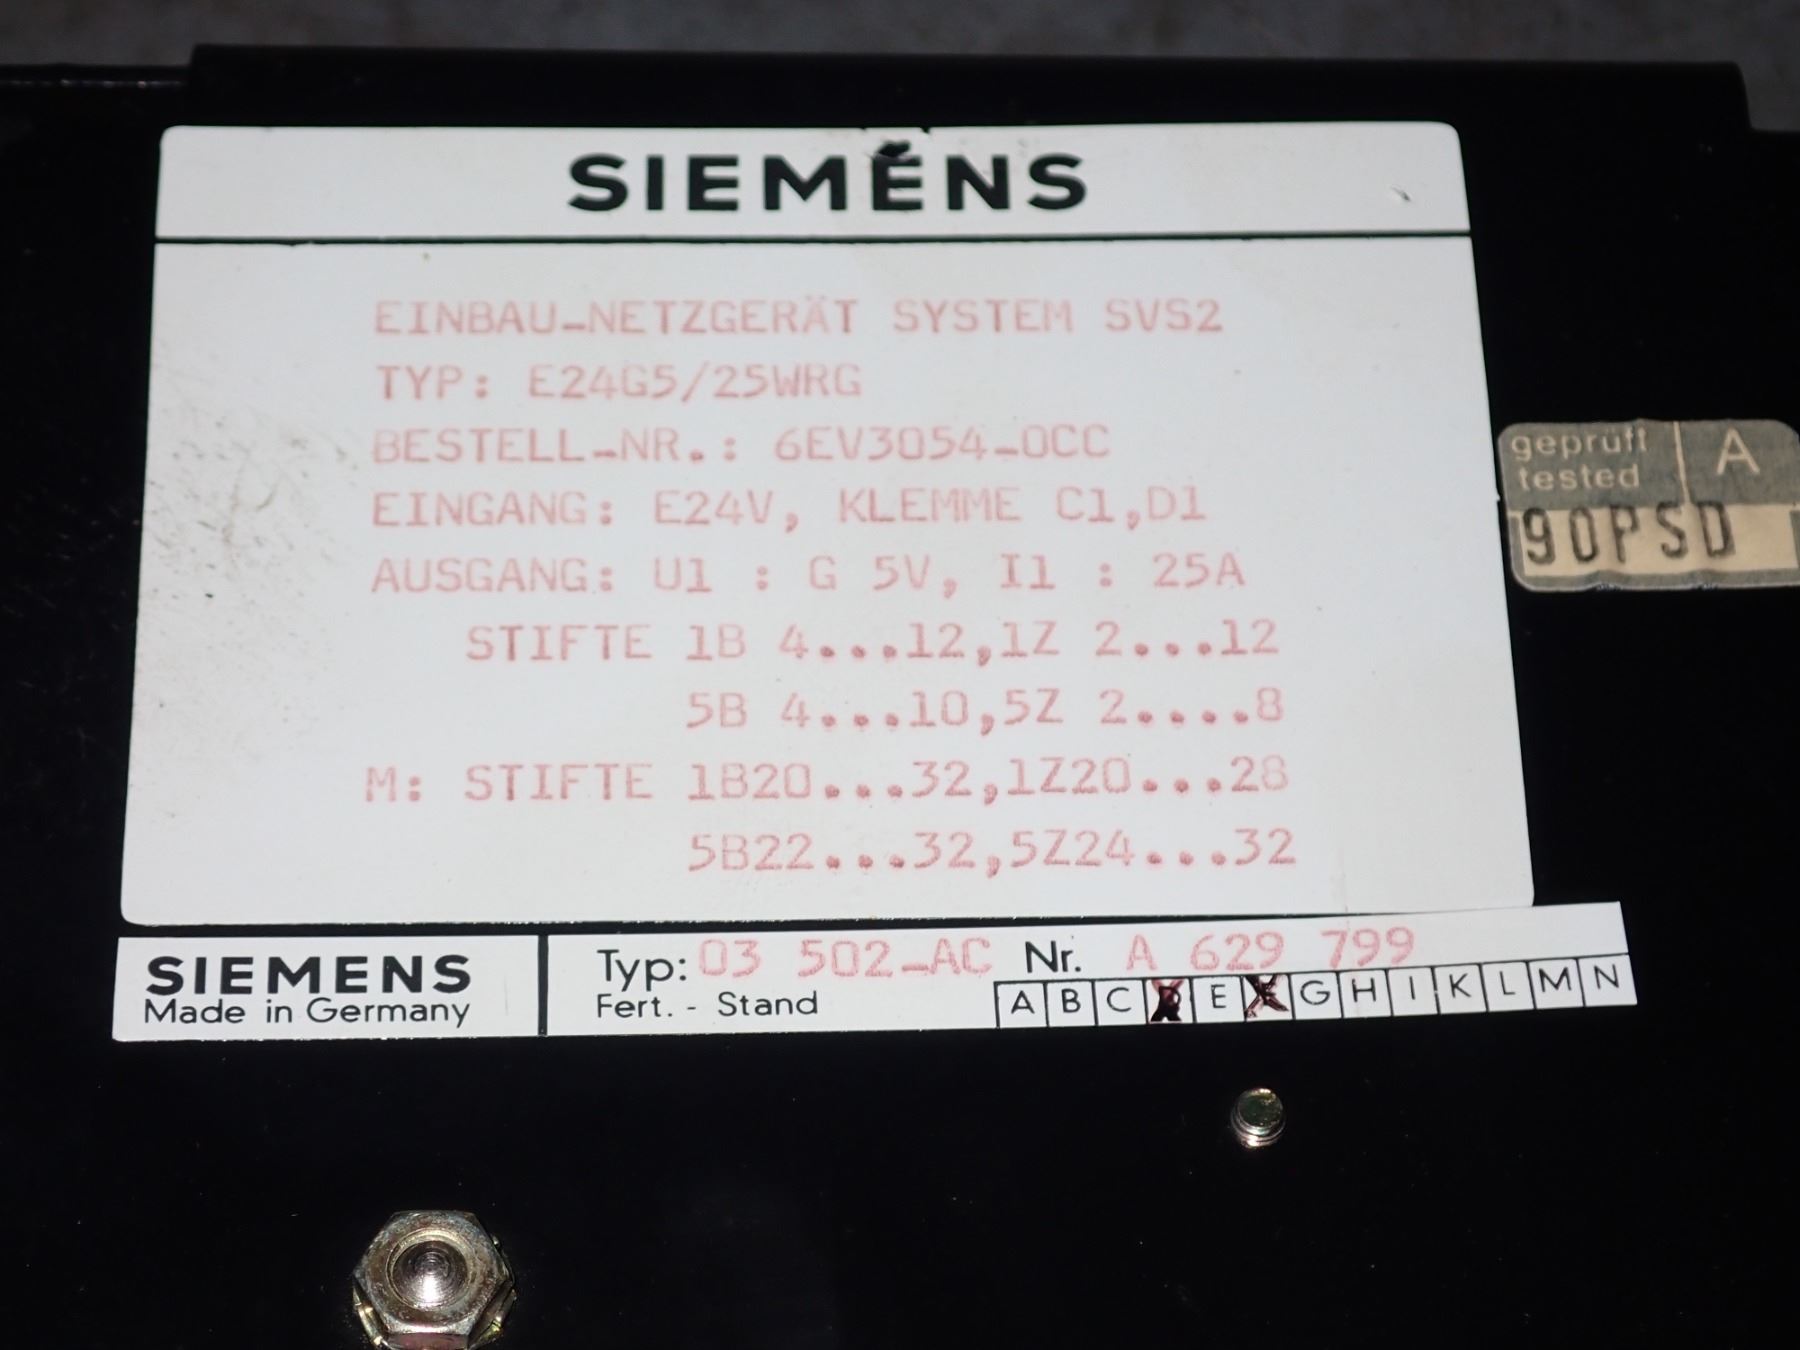 SIEMENS
EINBAU-NETZGERÄT SYSTEM SVS2
TYP: E24G5/25WRG
BESTELL-NR.: 6EV3054-0CC
EINGANG: E24V, KLEMME C1,D1
AUSGANG: U1 : G 5V, I1 : 25A
STIFTE 1B 4...12,1Z 2...12
5B 4...10,5Z 2....8
M: STIFTE 1B20...32,1Z20...28
5B22...32,5Z24...32
geprüft
tested
A
90PSD
SIEMENS
Made in Germany
Typ: 03 502-AC Nr. A 629 799
Fert. - Stand
A B C D E F G H I K L M N